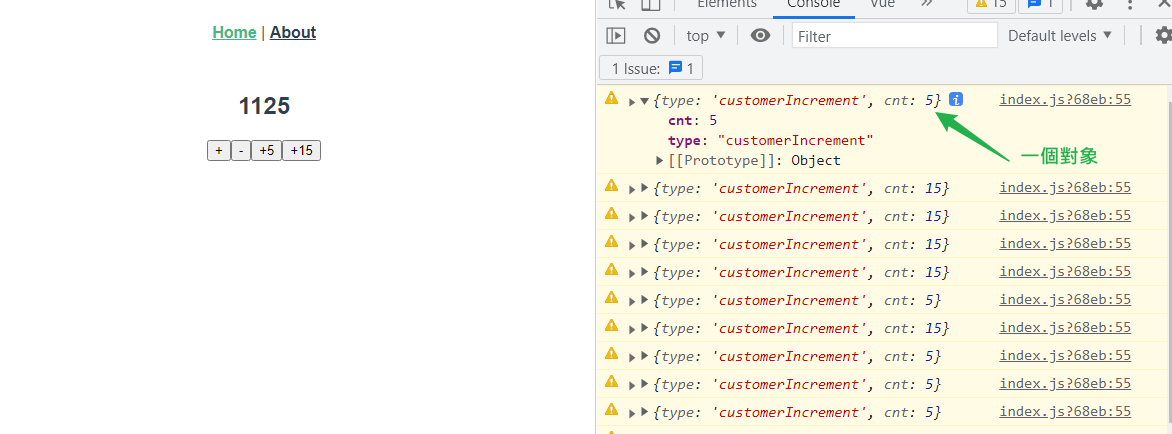 Home | About
1125
+ - +5 +15
Elements Console Vue » 15 1
top Filter Default levels
1 Issue: 1
{type: 'customerIncrement', cnt: 5} i index.js?68eb:55
cnt: 5
type: "customerIncrement"
[[Prototype]]: Object
一個對象
{type: 'customerIncrement', cnt: 15} index.js?68eb:55
{type: 'customerIncrement', cnt: 15} index.js?68eb:55
{type: 'customerIncrement', cnt: 15} index.js?68eb:55
{type: 'customerIncrement', cnt: 15} index.js?68eb:55
{type: 'customerIncrement', cnt: 5} index.js?68eb:55
{type: 'customerIncrement', cnt: 15} index.js?68eb:55
{type: 'customerIncrement', cnt: 5} index.js?68eb:55
{type: 'customerIncrement', cnt: 5} index.js?68eb:55
{type: 'customerIncrement', cnt: 5} index.js?68eb:55